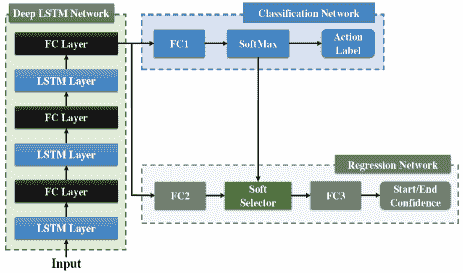 Deep LSTM Network
FC Layer
LSTM Layer
FC Layer
LSTM Layer
FC Layer
LSTM Layer
Input
Classification Network
FC1
SoftMax
Action
Label
Regression Network
FC2
Soft
Selector
FC3
Start/End
Confidence